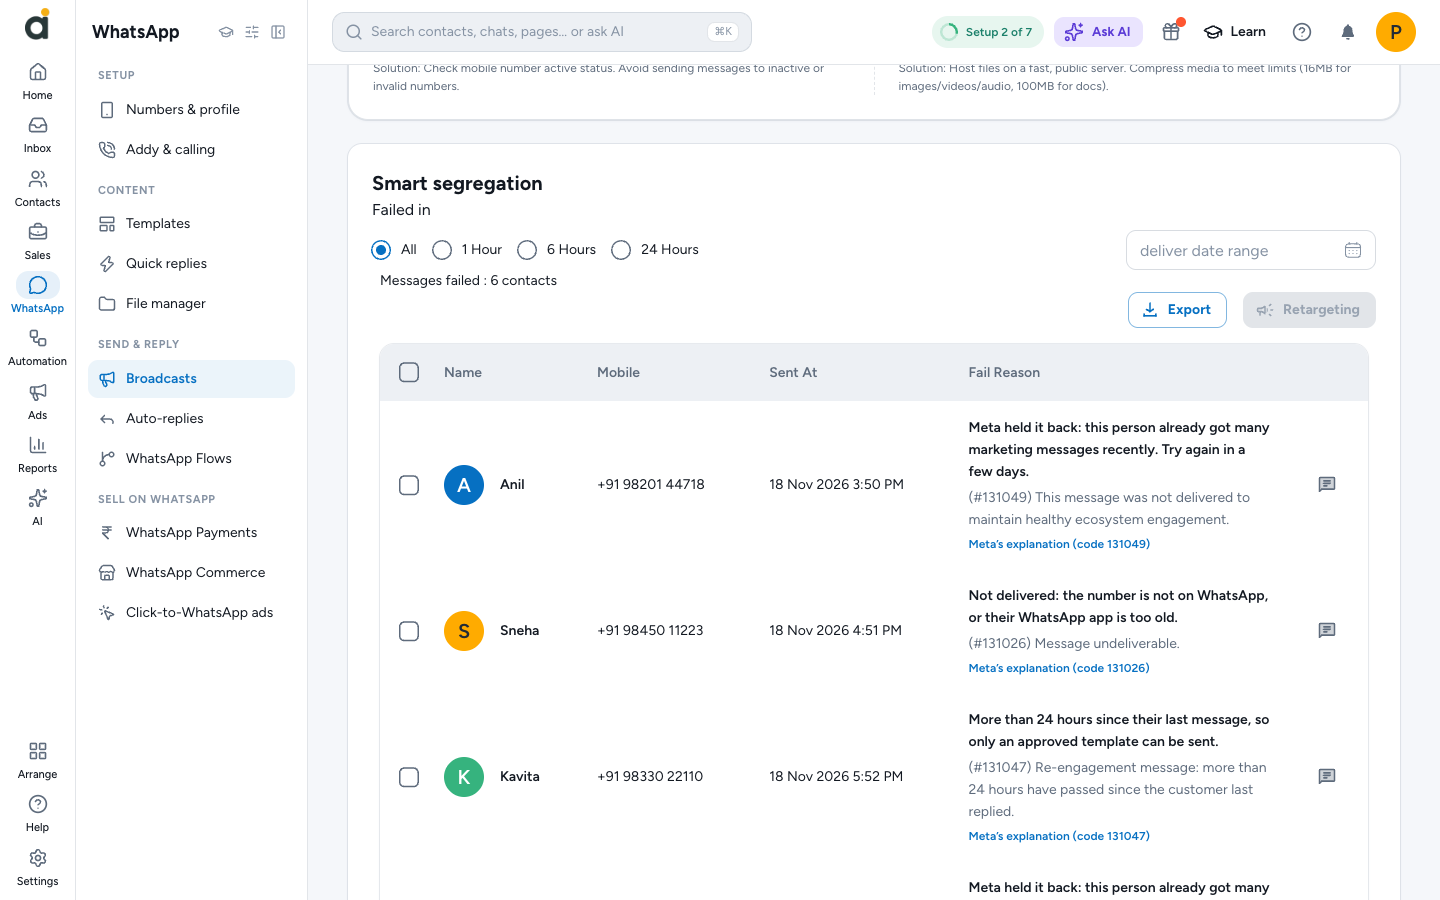 WhatsApp
Search contacts, chats, pages... or ask AI
⌘K
Setup 2 of 7
Ask AI
Learn
P
Home
Inbox
Contacts
Sales
WhatsApp
Automation
Ads
Reports
AI
Arrange
Help
Settings
SETUP
Numbers & profile
Addy & calling
CONTENT
Templates
Quick replies
File manager
SEND & REPLY
Broadcasts
Auto-replies
WhatsApp Flows
SELL ON WHATSAPP
WhatsApp Payments
WhatsApp Commerce
Click-to-WhatsApp ads
Solution: Check mobile number active status. Avoid sending messages to inactive or
invalid numbers.
Solution: Host files on a fast, public server. Compress media to meet limits (16MB for
images/videos/audio, 100MB for docs).
Smart segregation
Failed in
All
1 Hour
6 Hours
24 Hours
deliver date range
Messages failed : 6 contacts
Export
Retargeting
Name
Mobile
Sent At
Fail Reason
A
Anil
+91 98201 44718
18 Nov 2026 3:50 PM
Meta held it back: this person already got many
marketing messages recently. Try again in a
few days.
(#131049) This message was not delivered to
maintain healthy ecosystem engagement.
Meta's explanation (code 131049)
S
Sneha
+91 98450 11223
18 Nov 2026 4:51 PM
Not delivered: the number is not on WhatsApp,
or their WhatsApp app is too old.
(#131026) Message undeliverable.
Meta's explanation (code 131026)
K
Kavita
+91 98330 22110
18 Nov 2026 5:52 PM
More than 24 hours since their last message, so
only an approved template can be sent.
(#131047) Re-engagement message: more than
24 hours have passed since the customer last
replied.
Meta's explanation (code 131047)
Meta held it back: this person already got many